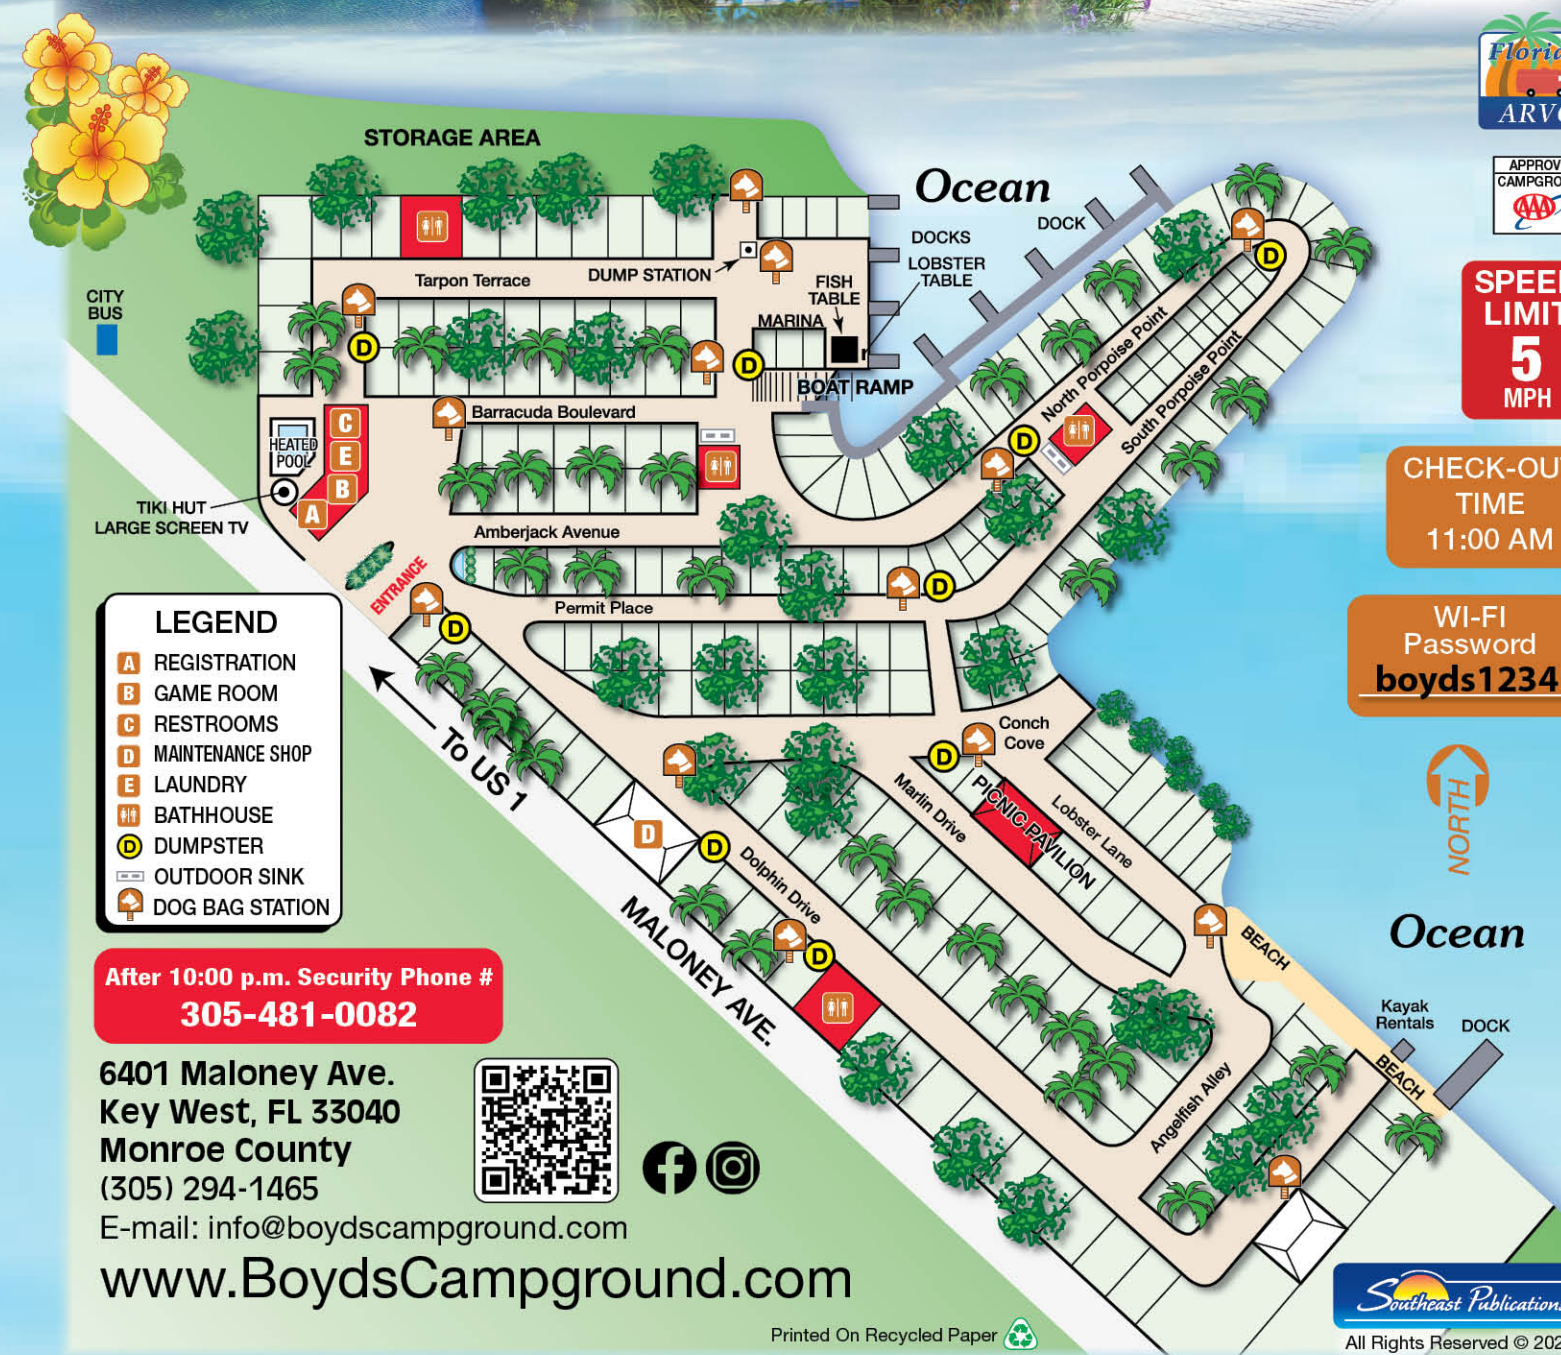 STORAGE AREA
Ocean
DOCK
DOCKS
LOBSTER
TABLE
Tarpon Terrace
DUMP STATION
FISH
TABLE
MARINA
BOAT RAMP
CITY
BUS
D
D
D
North Porpoise Point
South Porpoise Point
Barracuda Boulevard
HEATED
POOL
C
E
B
A
TIKI HUT
LARGE SCREEN TV
D
Amberjack Avenue
ENTRANCE
Permit Place
D
D
LEGEND
A REGISTRATION
B GAME ROOM
C RESTROOMS
D MAINTENANCE SHOP
E LAUNDRY
BATHHOUSE
D DUMPSTER
OUTDOOR SINK
DOG BAG STATION
To US 1
Conch
Cove
D
PICNIC PAVILION
Marlin Drive
Lobster Lane
D
D
Dolphin Drive
D
MALONEY AVE.
BEACH
Ocean
Kayak
Rentals
DOCK
BEACH
Angelfish Alley
After 10:00 p.m. Security Phone #
305-481-0082
6401 Maloney Ave.
Key West, FL 33040
Monroe County
(305) 294-1465
E-mail: info@boydscampground.com
www.BoydsCampground.com
Printed On Recycled Paper
AAA
SPEE
LIMI
5
MPH
CHECK-OU
TIME
11:00 AM
WI-FI
Password
boyds1234
NORTH
Southeast Publications
All Rights Reserved © 202